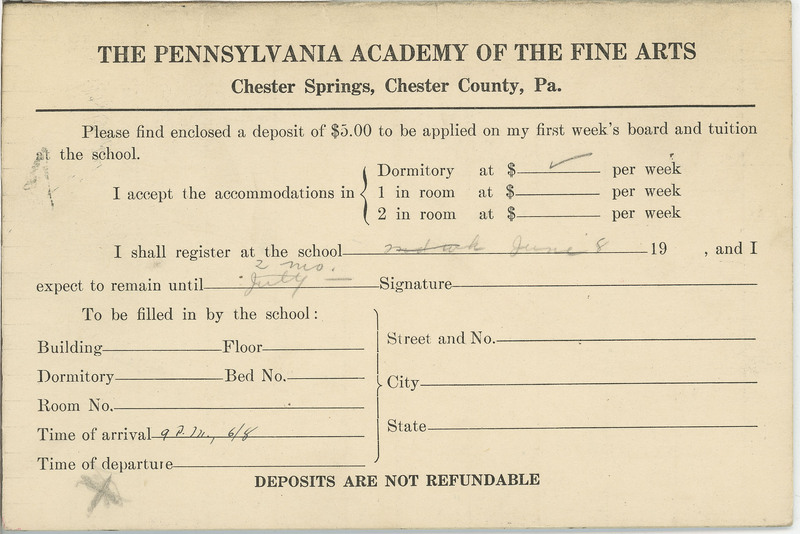 THE PENNSYLVANIA ACADEMY OF THE FINE ARTS
Chester Springs, Chester County, Pa.
Please find enclosed a deposit of $5.00 to be applied on my first week's board and tuition
at the school.
Dormitory at $ ✓ per week
I accept the accommodations in { 1 in room at $ per week
2 in room at $ per week
I shall register at the school June 8 19 , and I
2 mo.
expect to remain until July Signature
To be filled in by the school:
Building Floor
Street and No.
Dormitory Bed No.
City
Room No.
State
Time of arrival 9 P.M., 6/8
Time of departure
DEPOSITS ARE NOT REFUNDABLE